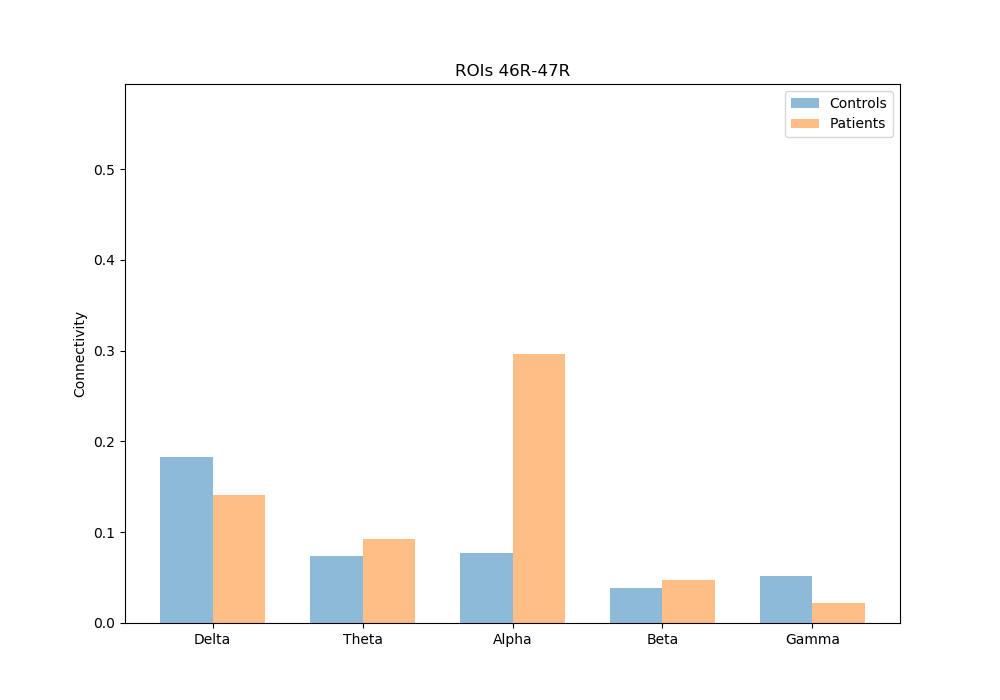 ROIs 46R-47R
Controls
Patients
Connectivity
0.5
0.4
0.3
0.2
0.1
0.0
Delta
Theta
Alpha
Beta
Gamma